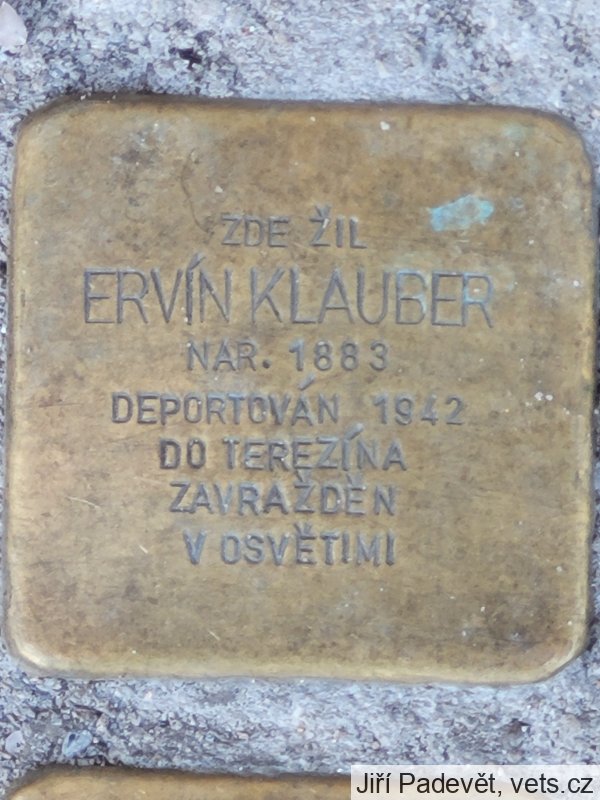 ZDE ŽIL
ERVÍN KLAUBER
NAR. 1883
DEPORTOVÁN 1942
DO TEREZÍNA
ZAVRAŽDĚN
V OSVĚTIMI
Jiří Padevět, vets.cz